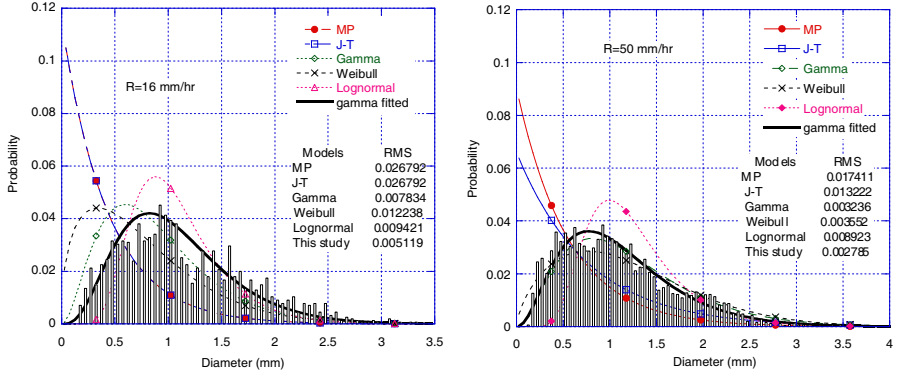 0.12
0.1
0.08
0.06
0.04
0.02
0
Probability
R=16 mm/hr
MP
J-T
Gamma
Weibull
Lognormal
gamma fitted
Models RMS
MP 0.026792
J-T 0.026792
Gamma 0.007834
Weibull 0.012238
Lognormal 0.009421
This study 0.005119
0 0.5 1 1.5 2 2.5 3 3.5
Diameter (mm)
0.12
0.1
0.08
0.06
0.04
0.02
0
Probability
R=50 mm/hr
MP
J-T
Gamma
Weibull
Lognormal
gamma fitted
Models RMS
MP 0.017411
J-T 0.013222
Gamma 0.003236
Weibull 0.003552
Lognormal 0.008923
This study 0.002785
0 0.5 1 1.5 2 2.5 3 3.5 4
Diameter (mm)